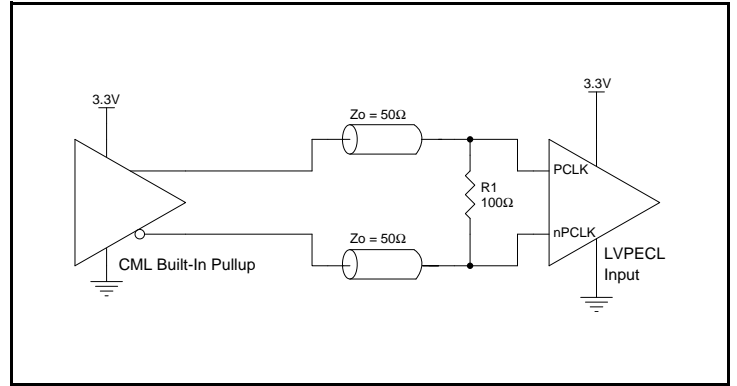 3.3V
3.3V
Zo = 50Ω
PCLK
R1
100Ω
Zo = 50Ω
nPCLK
CML Built-In Pullup
LVPECL
Input